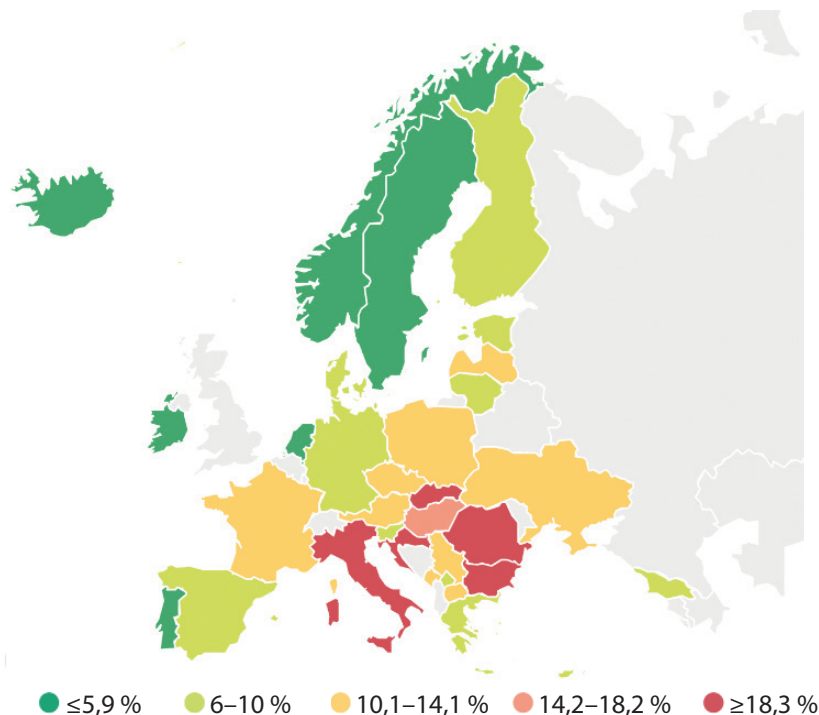 ≤5,9 % 6–10 % 10,1–14,1 % 14,2–18,2 % ≥18,3 %